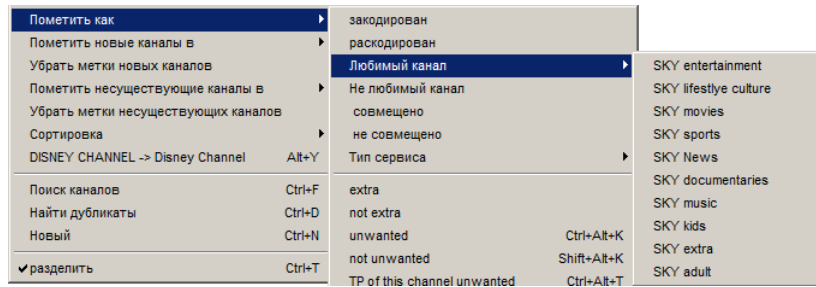 Пометить как
Пометить новые каналы в
Убрать метки новых каналов
Пометить несуществующие каналы в
Убрать метки несуществующих каналов
Сортировка
DISNEY CHANNEL -> Disney Channel Alt+Y
Поиск каналов Ctrl+F
Найти дубликаты Ctrl+D
Новый Ctrl+N
разделить Ctrl+T
закодирован
раскодирован
Любимый канал
Не любимый канал
совмещено
не совмещено
Тип сервиса
extra
not extra
unwanted Ctrl+Alt+K
not unwanted Shift+Alt+K
TP of this channel unwanted Ctrl+Alt+T
SKY entertainment
SKY lifestlye culture
SKY movies
SKY sports
SKY News
SKY documentaries
SKY music
SKY kids
SKY extra
SKY adult